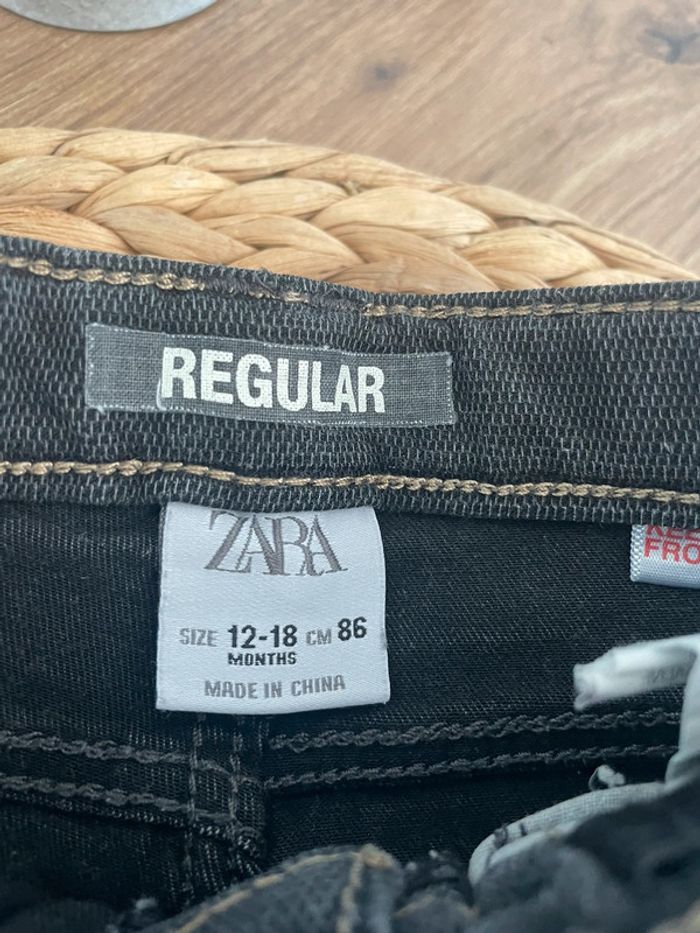 REGULAR
ZARA
SIZE 12-18 CM 86
MONTHS
MADE IN CHINA
FRO